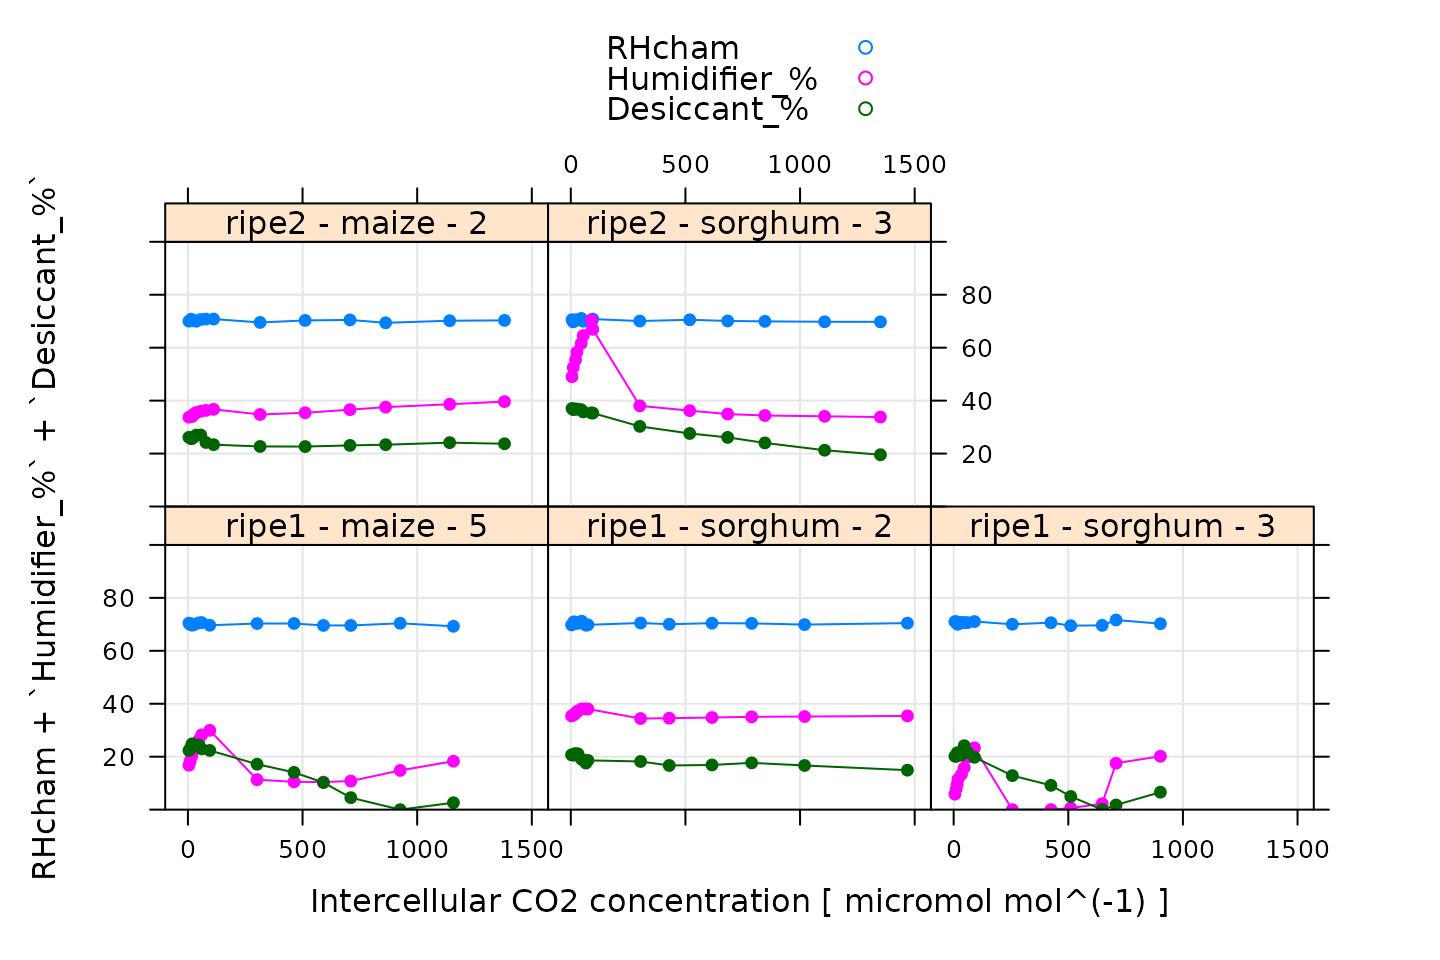 RHcham
Humidifier_%
Desiccant_%
0 500 1000 1500
ripe2 - maize - 2
ripe2 - sorghum - 3
80
60
40
20
ripe1 - maize - 5
ripe1 - sorghum - 2
ripe1 - sorghum - 3
80
60
40
20
0 500 1000 1500
0 500 1000 1500
RHcham + `Humidifier_%` + `Desiccant_%`
Intercellular CO2 concentration [ micromol mol^(-1) ]